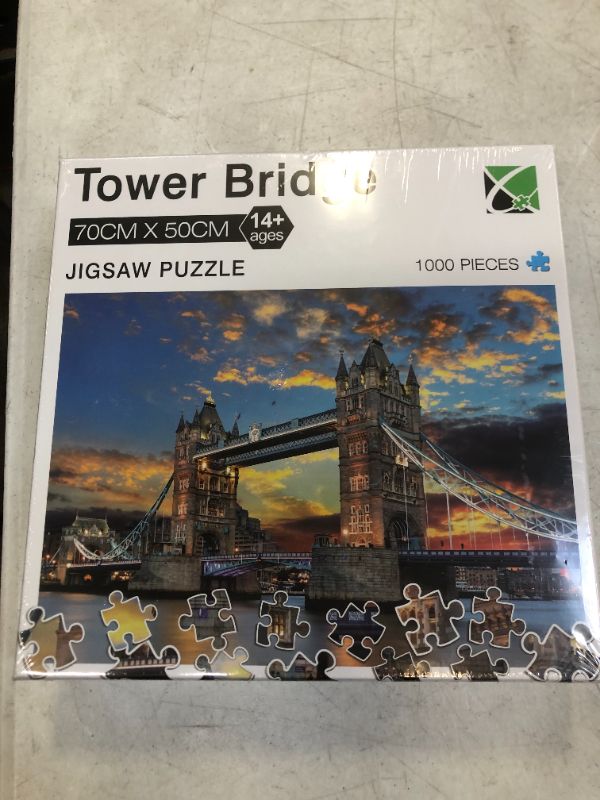 Tower Bridge
70CM X 50CM 14+ ages
JIGSAW PUZZLE
1000 PIECES